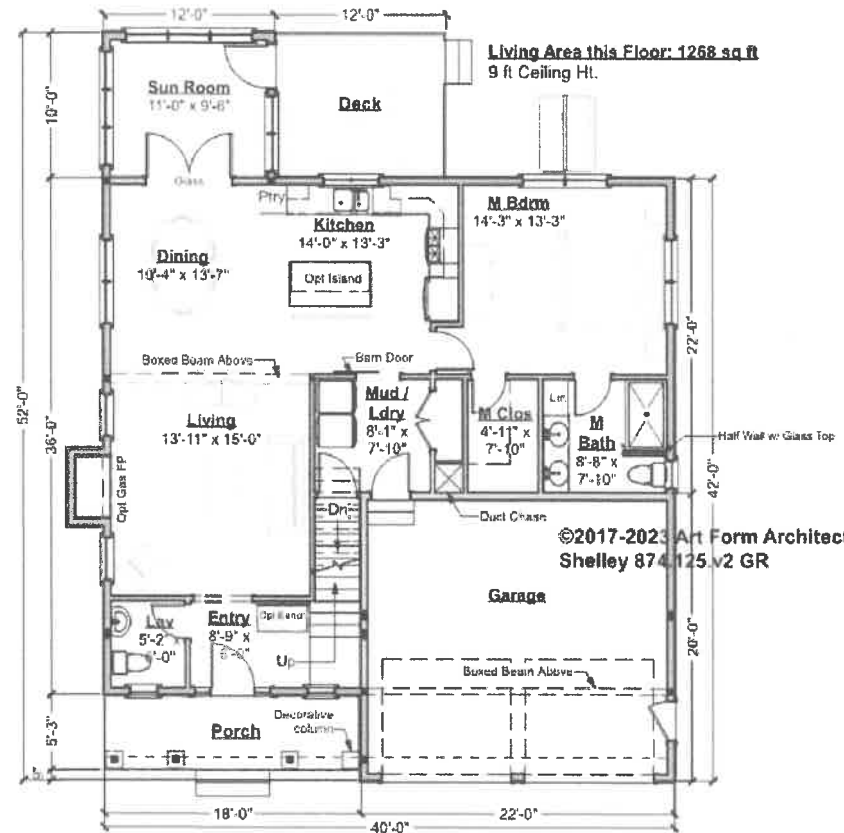 12'-0"
12'-0"
Living Area this Floor: 1268 sq ft
9 ft Ceiling Ht.
Sun Room
11'-0" x 9'-6"
Deck
10'-0"
Glass
Ptry
Kitchen
14'-0" x 13'-3"
M Bdrm
14'-3" x 13'-3"
Dining
10'-4" x 13'-7"
Opt Island
22'-0"
Boxed Beam Above
Barn Door
52'-0"
36'-0"
Living
13'-11" x 15'-0"
Mud /
Ldry
8'-1" x
7'-10"
M Clos
4'-11" x
7'-10"
Lin
M
Bath
8'-8" x
7'-10"
Half Wall w/ Glass Top
42'-0"
Opt Gas FP
Dn
Duct Chase
©2017-2023 Art Form Architect
Shelley 874.125.v2 GR
Garage
Lav
5'-2" x
Entry
8'-9" x
Up
20'-0"
Boxed Beam Above
Decorative
column
Porch
5'-3"
18'-0"
22'-0"
40'-0"